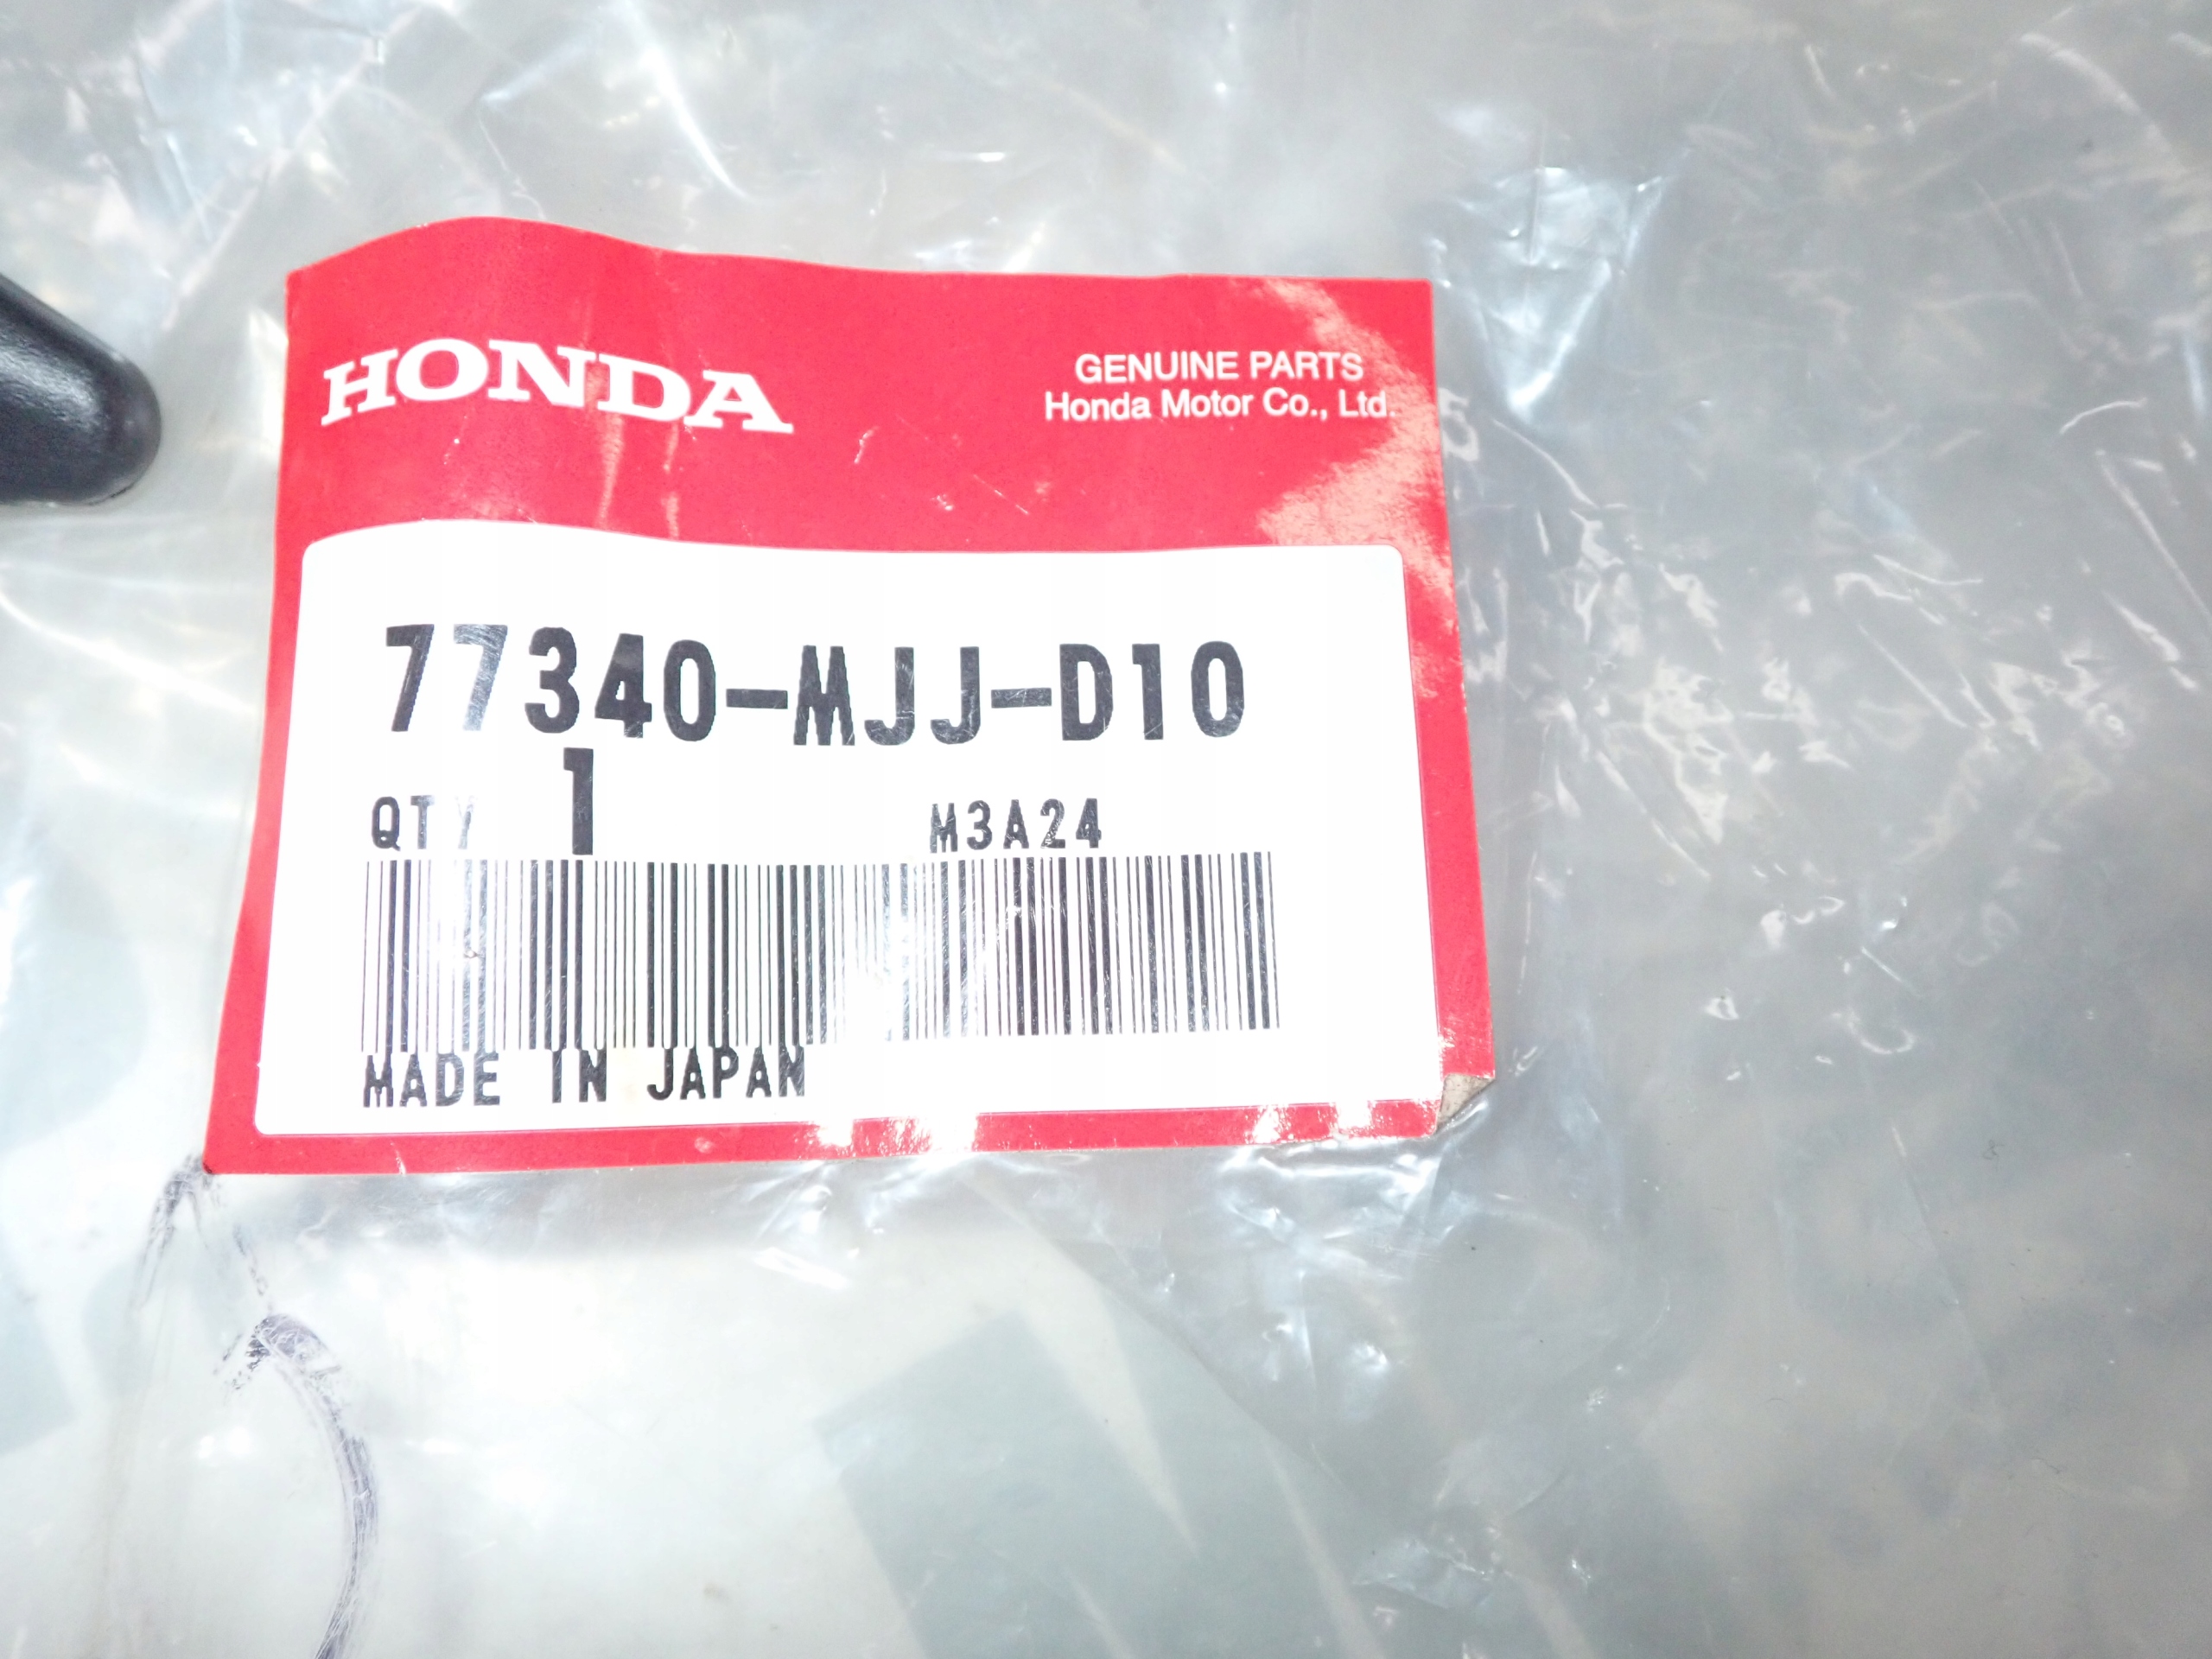 HONDA
GENUINE PARTS
Honda Motor Co., Ltd.
77340-MJJ-D10
QTY 1 M3A24
MADE IN JAPAN